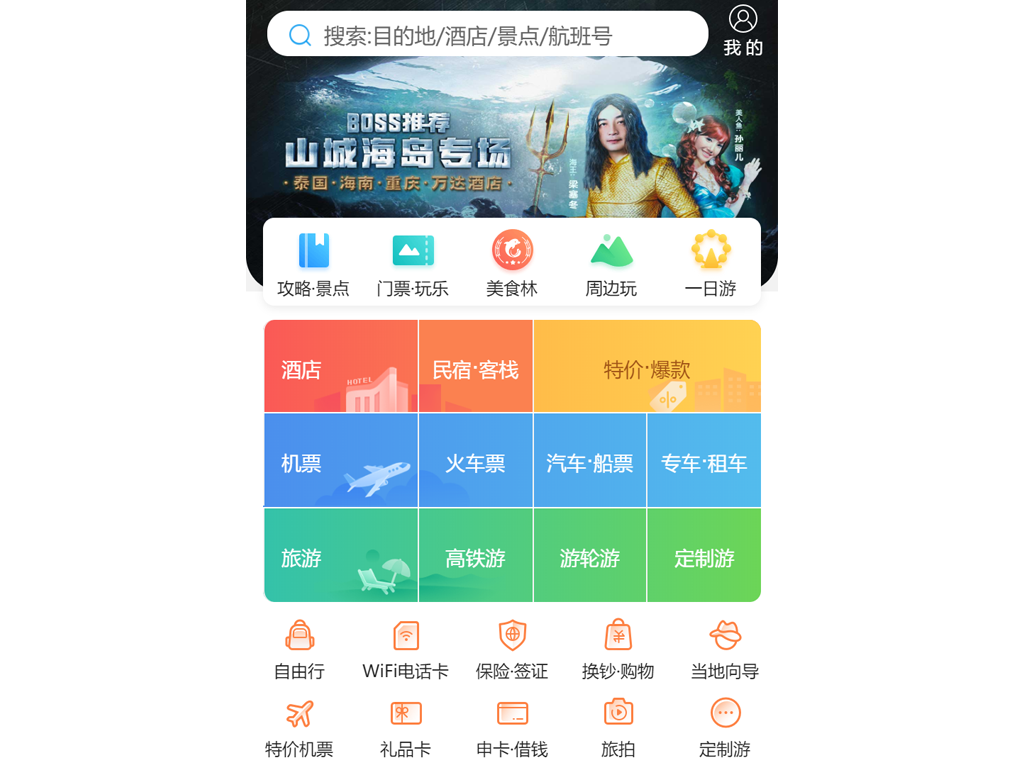 搜索:目的地/酒店/景点/航班号
我的
BOSS推荐
山城海岛专场
·泰国·海南·重庆·万达酒店·
海王:梁塞冬
美人鱼:孙丽儿
攻略·景点
门票·玩乐
美食林
周边玩
一日游
酒店
HOTEL
民宿·客栈
特价·爆款
机票
火车票
汽车·船票
专车·租车
旅游
高铁游
游轮游
定制游
自由行
WiFi电话卡
保险·签证
换钞·购物
当地向导
特价机票
礼品卡
申卡·借钱
旅拍
定制游